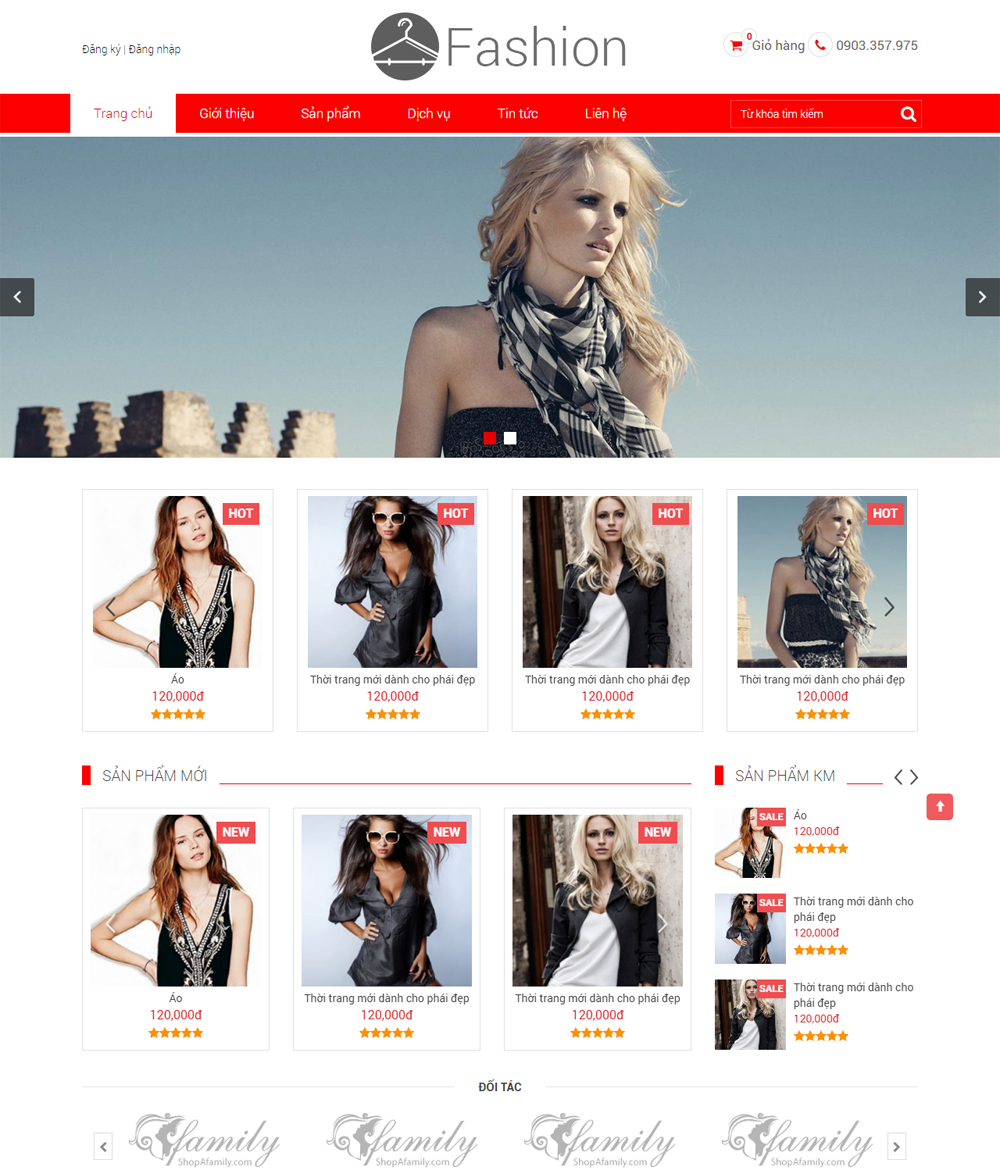 Đăng ký | Đăng nhập
Fashion
0
Giỏ hàng
0903.357.975
Trang chủ
Giới thiệu
Sản phẩm
Dịch vụ
Tin tức
Liên hệ
Từ khóa tìm kiếm
HOT
HOT
HOT
HOT
Áo
Thời trang mới dành cho phái đẹp
Thời trang mới dành cho phái đẹp
Thời trang mới dành cho phái đẹp
120,000đ
120,000đ
120,000đ
120,000đ
SẢN PHẨM MỚI
NEW
NEW
NEW
Áo
Thời trang mới dành cho phái đẹp
Thời trang mới dành cho phái đẹp
120,000đ
120,000đ
120,000đ
SẢN PHẨM KM
SALE
Áo
120,000đ
SALE
Thời trang mới dành cho
phái đẹp
120,000đ
SALE
Thời trang mới dành cho
phái đẹp
120,000đ
ĐỐI TÁC
family
ShopAfamily.com
family
ShopAfamily.com
family
ShopAfamily.com
family
ShopAfamily.com